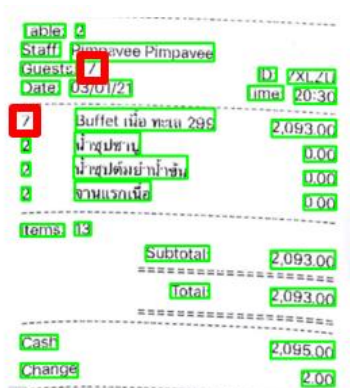 Table: 2
Staff: Pimpavee Pimpavee
Guests: 7 ID: 7XLZU
Date: 03/01/21 Time: 20:30
7 Buffet เนื้อ ทะเล 299 2,093.00
2 น้ำซุปชาบู 0.00
2 น้ำซุปต้มยำน้ำข้น 0.00
2 จานแรกเนื้อ 0.00
Items: 13
Subtotal: 2,093.00
Total: 2,093.00
Cash 2,095.00
Change 2.00